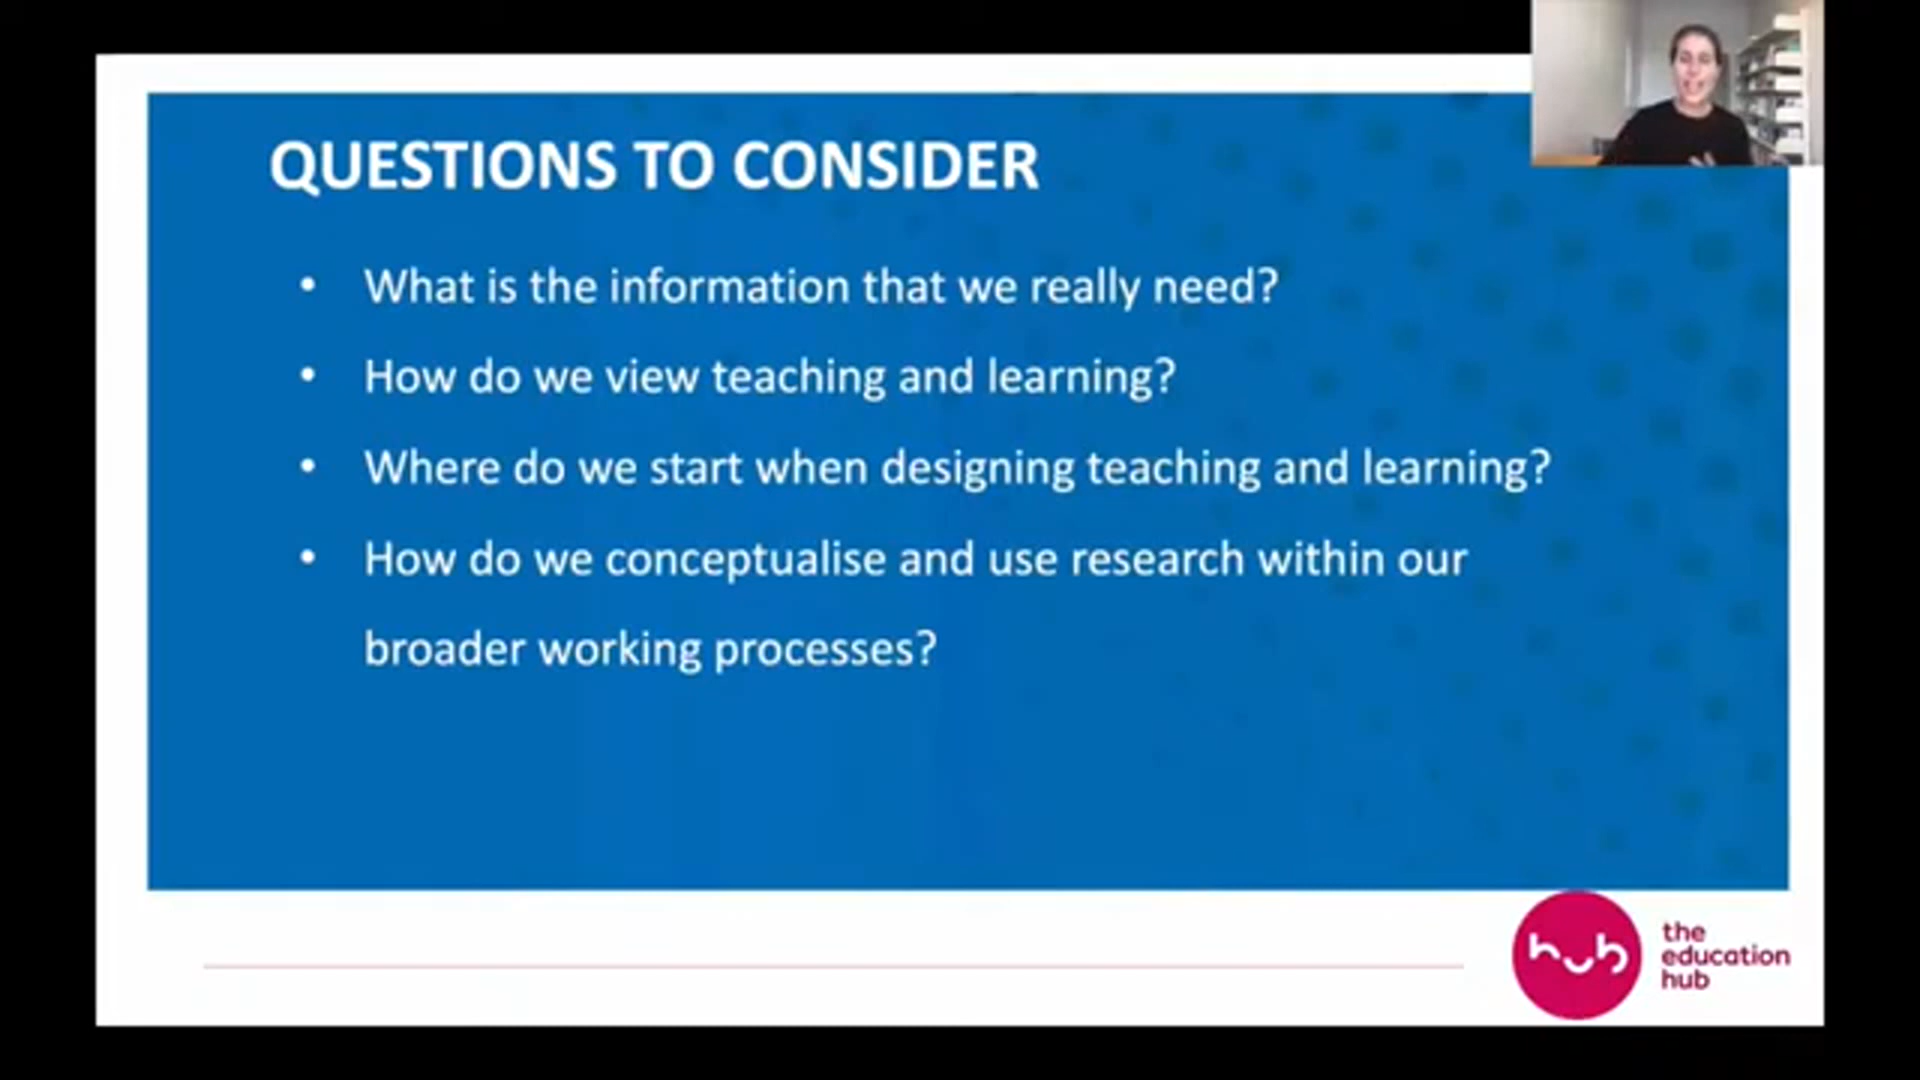 QUESTIONS TO CONSIDER
• What is the information that we really need?
• How do we view teaching and learning?
• Where do we start when designing teaching and learning?
• How do we conceptualise and use research within our
broader working processes?
hub
the
education
hub